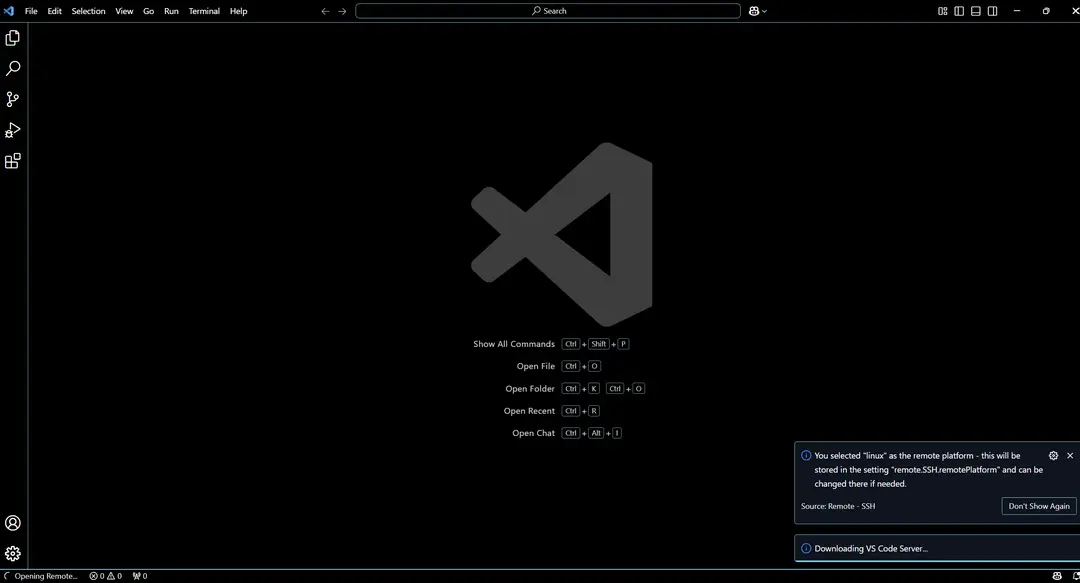 File Edit Selection View Go Run Terminal Help
Search
Show All Commands Ctrl + Shift + P
Open File Ctrl + O
Open Folder Ctrl + K Ctrl + O
Open Recent Ctrl + R
Open Chat Ctrl + Alt + I
You selected "linux" as the remote platform - this will be
stored in the setting "remote.SSH.remotePlatform" and can be
changed there if needed.
Source: Remote - SSH
Don't Show Again
Downloading VS Code Server...
Opening Remote... 0 0 0